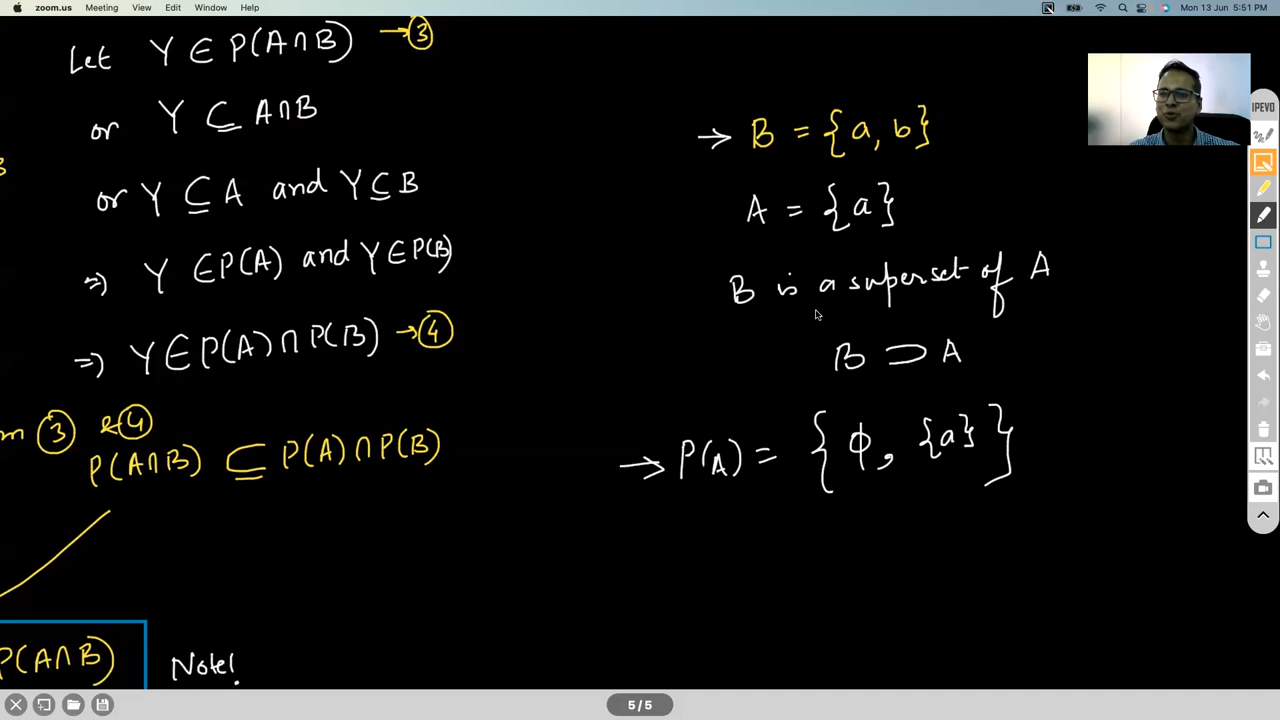 zoom.us Meeting View Edit Window Help Mon 13 Jun 5:51 PM
Let Y ∈ P(A∩B) → ③
or Y ⊆ A∩B
or Y ⊆ A and Y ⊆ B
⇒ Y ∈ P(A) and Y ∈ P(B)
⇒ Y ∈ P(A) ∩ P(B) → ④
m ③ & ④
P(A∩B) ⊆ P(A) ∩ P(B)
P(A∩B)
Note!
→ B = {a, b}
A = {a}
B is a superset of A
B ⊃ A
→ P(A) = { ϕ, {a} }
IPEVO
5/5